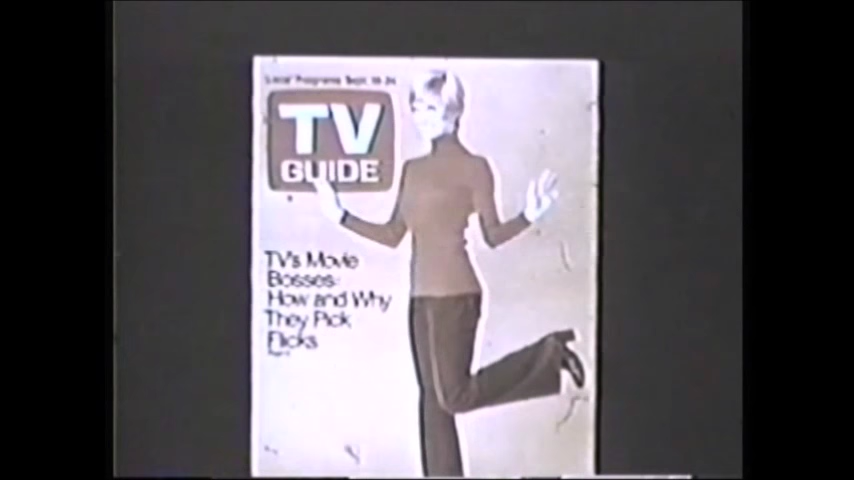 Local Programs Sept. 18-24
TV
GUIDE
TV's Movie
Bosses:
How and Why
They Pick
Flicks